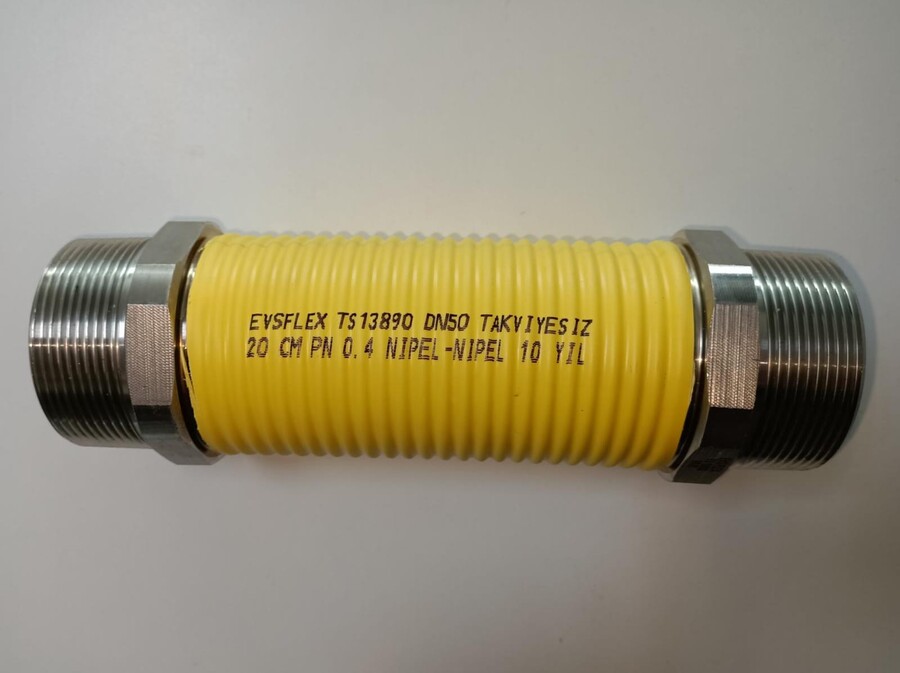 EVSFLEX TS13890 DN50 TAKVIYESIZ
20 CM PN 0.4 NIPEL-NIPEL 10 YIL